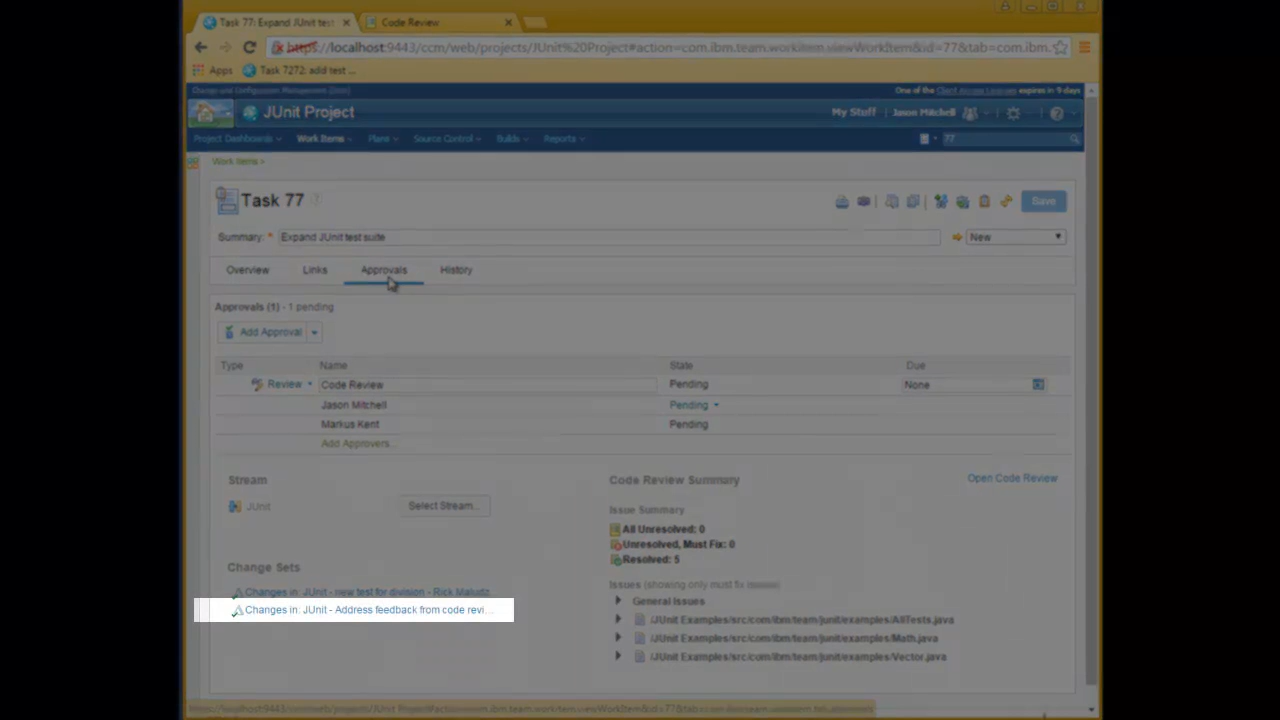 Task 77: Expand JUnit test
Code Review
https://localhost:9443/ccm/web/projects/JUnit%20Project#action=com.ibm.team.workitem.viewWorkItem&id=77&tab=com.ibm.
Apps
Task 7272: add test ...
Change and Configuration Management (/ccm)
One of the Client Access Licenses expires in 9 days
JUnit Project
My Stuff
Jason Mitchell
Project Dashboards
Work Items
Plans
Source Control
Builds
Reports
77
Work Items >
Task 77
Save
Summary: * Expand JUnit test suite
New
Overview
Links
Approvals
History
Approvals (1) - 1 pending
Add Approval
Type Name State Due
Review Code Review Pending None
Jason Mitchell Pending
Markus Kent Pending
Add Approvers...
Stream
JUnit
Select Stream...
Code Review Summary
Open Code Review
Issue Summary
All Unresolved: 0
Unresolved, Must Fix: 0
Resolved: 5
Change Sets
Changes in: JUnit - new test for division - Rick
Changes in: JUnit - Address feedback from code revi...
Issues (showing only must fix issues)
General Issues
/JUnit Examples/src/com/ibm/team/junit/examples/AllTests.java
/JUnit Examples/src/com/ibm/team/junit/examples/Math.java
/JUnit Examples/src/com/ibm/team/junit/examples/Vector.java